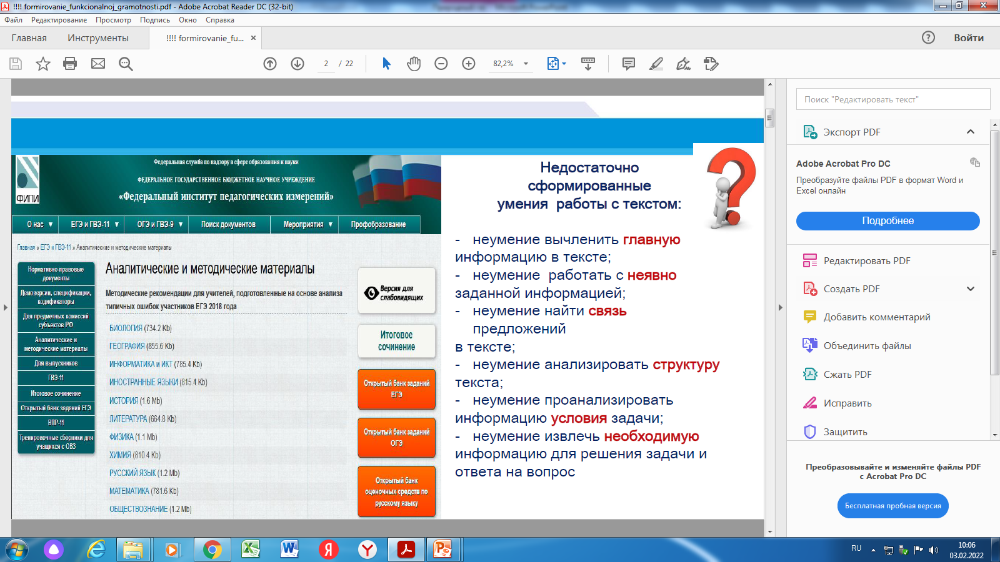 !!!! formirovanie_funkcionalnoj_gramotnosti.pdf - Adobe Acrobat Reader DC (32-bit)
Файл Редактирование Просмотр Подпись Окно Справка
Главная Инструменты !!!! formirovanie_fu... × Войти
2 / 22 82,2%
ФИПИ
Федеральная служба по надзору в сфере образования и науки
ФЕДЕРАЛЬНОЕ ГОСУДАРСТВЕННОЕ БЮДЖЕТНОЕ НАУЧНОЕ УЧРЕЖДЕНИЕ
«Федеральный институт педагогических измерений»
О нас ▼ ЕГЭ и ГВЭ-11 ▼ ОГЭ и ГВЭ-9 ▼ Поиск документов Мероприятия ▼ Профобразование
Главная » ЕГЭ и ГВЭ-11 » Аналитические и методические материалы
Нормативно-правовые
документы
Демоверсии, спецификации,
кодификаторы
Для предметных комиссий
субъектов РФ
Аналитические и
методические материалы
Для выпускников
ГВЭ-11
Итоговое сочинение
Открытый банк заданий ЕГЭ
ВПР-11
Тренировочные сборники для
учащихся с ОВЗ
Аналитические и методические материалы
Методические рекомендации для учителей, подготовленные на основе анализа
типичных ошибок участников ЕГЭ 2018 года
БИОЛОГИЯ (734.2 Kb)
ГЕОГРАФИЯ (855.6 Kb)
ИНФОРМАТИКА и ИКТ (785.4 Kb)
ИНОСТРАННЫЕ ЯЗЫКИ (815.4 Kb)
ИСТОРИЯ (1.6 Mb)
ЛИТЕРАТУРА (664.8 Kb)
ФИЗИКА (1.1 Mb)
ХИМИЯ (810.4 Kb)
РУССКИЙ ЯЗЫК (1.2 Mb)
МАТЕМАТИКА (781.6 Kb)
ОБЩЕСТВОЗНАНИЕ (1.2 Mb)
Версия для
слабовидящих
Итоговое
сочинение
Открытый банк заданий
ЕГЭ
Открытый банк заданий
ОГЭ
Открытый банк
оценочных средств по
русскому языку
Недостаточно
сформированные
умения работы с текстом:
- неумение вычленить главную
информацию в тексте;
- неумение работать с неявно
заданной информацией;
- неумение найти связь
предложений
в тексте;
- неумение анализировать структуру
текста;
- неумение проанализировать
информацию условия задачи;
- неумение извлечь необходимую
информацию для решения задачи и
ответа на вопрос
Поиск "Редактировать текст"
Экспорт PDF
Adobe Acrobat Pro DC
Преобразуйте файлы PDF в формат Word и
Excel онлайн
Подробнее
Редактировать PDF
Создать PDF
Добавить комментарий
Объединить файлы
Сжать PDF
Исправить
Защитить
Преобразовывайте и изменяйте файлы PDF
с Acrobat Pro DC
Бесплатная пробная версия
RU
10:06
03.02.2022